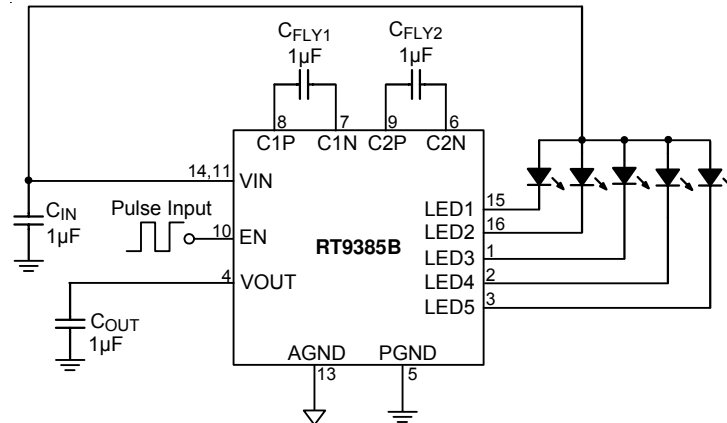 CFLY1
1µF
CFLY2
1µF
8
7
9
6
C1P
C1N
C2P
C2N
14,11
VIN
CIN
1µF
Pulse Input
10
EN
RT9385B
4
VOUT
COUT
1µF
LED1
15
LED2
16
LED3
1
LED4
2
LED5
3
AGND
PGND
13
5